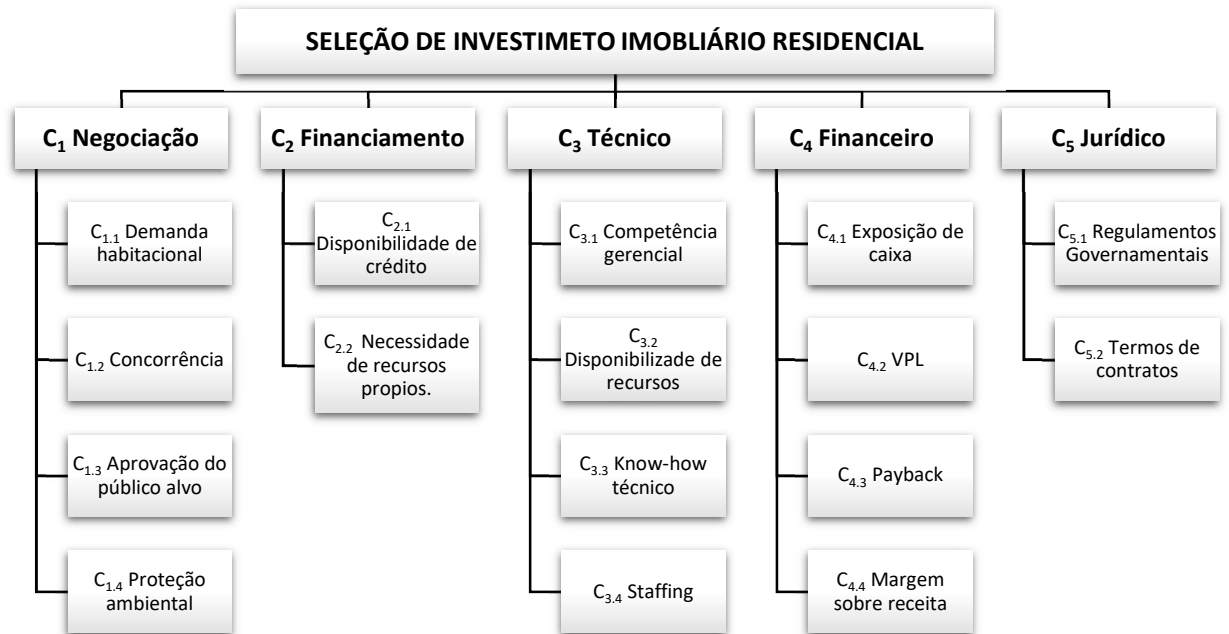 SELEÇÃO DE INVESTIMETO IMOBLIÁRIO RESIDENCIAL
C1 Negociação
C1.1 Demanda
habitacional
C1.2 Concorrência
C1.3 Aprovação do
público alvo
C1.4 Proteção
ambiental
C2 Financiamento
C2.1
Disponibilidade de
crédito
C2.2 Necessidade
de recursos
propios.
C3 Técnico
C3.1 Competência
gerencial
C3.2
Disponibilizade de
recursos
C3.3 Know-how
técnico
C3.4 Staffing
C4 Financeiro
C4.1 Exposição de
caixa
C4.2 VPL
C4.3 Payback
C4.4 Margem
sobre receita
C5 Jurídico
C5.1 Regulamentos
Governamentais
C5.2 Termos de
contratos